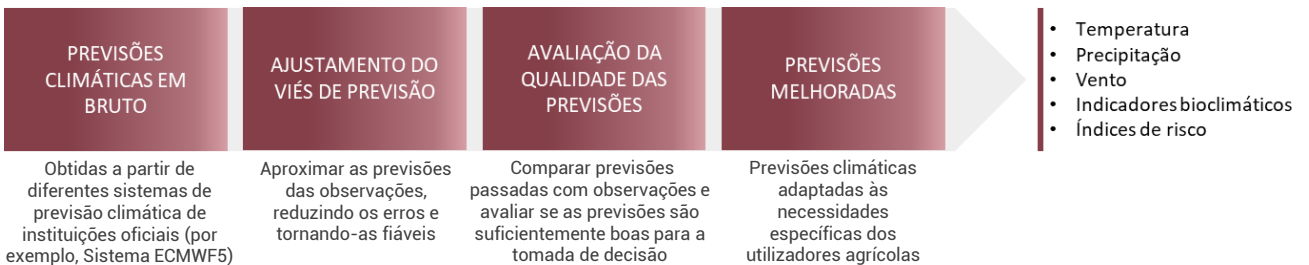 PREVISÕES
CLIMÁTICAS EM
BRUTO
Obtidas a partir de
diferentes sistemas de
previsão climática de
instituições oficiais (por
exemplo, Sistema ECMWF5)
AJUSTAMENTO DO
VIÉS DE PREVISÃO
Aproximar as previsões
das observações,
reduzindo os erros e
tornando-as fiáveis
AVALIAÇÃO DA
QUALIDADE DAS
PREVISÕES
Comparar previsões
passadas com observações e
avaliar se as previsões são
suficientemente boas para a
tomada de decisão
PREVISÕES
MELHORADAS
Previsões climáticas
adaptadas às
necessidades
específicas dos
utilizadores agrícolas
• Temperatura
• Precipitação
• Vento
• Indicadores bioclimáticos
• Índices de risco